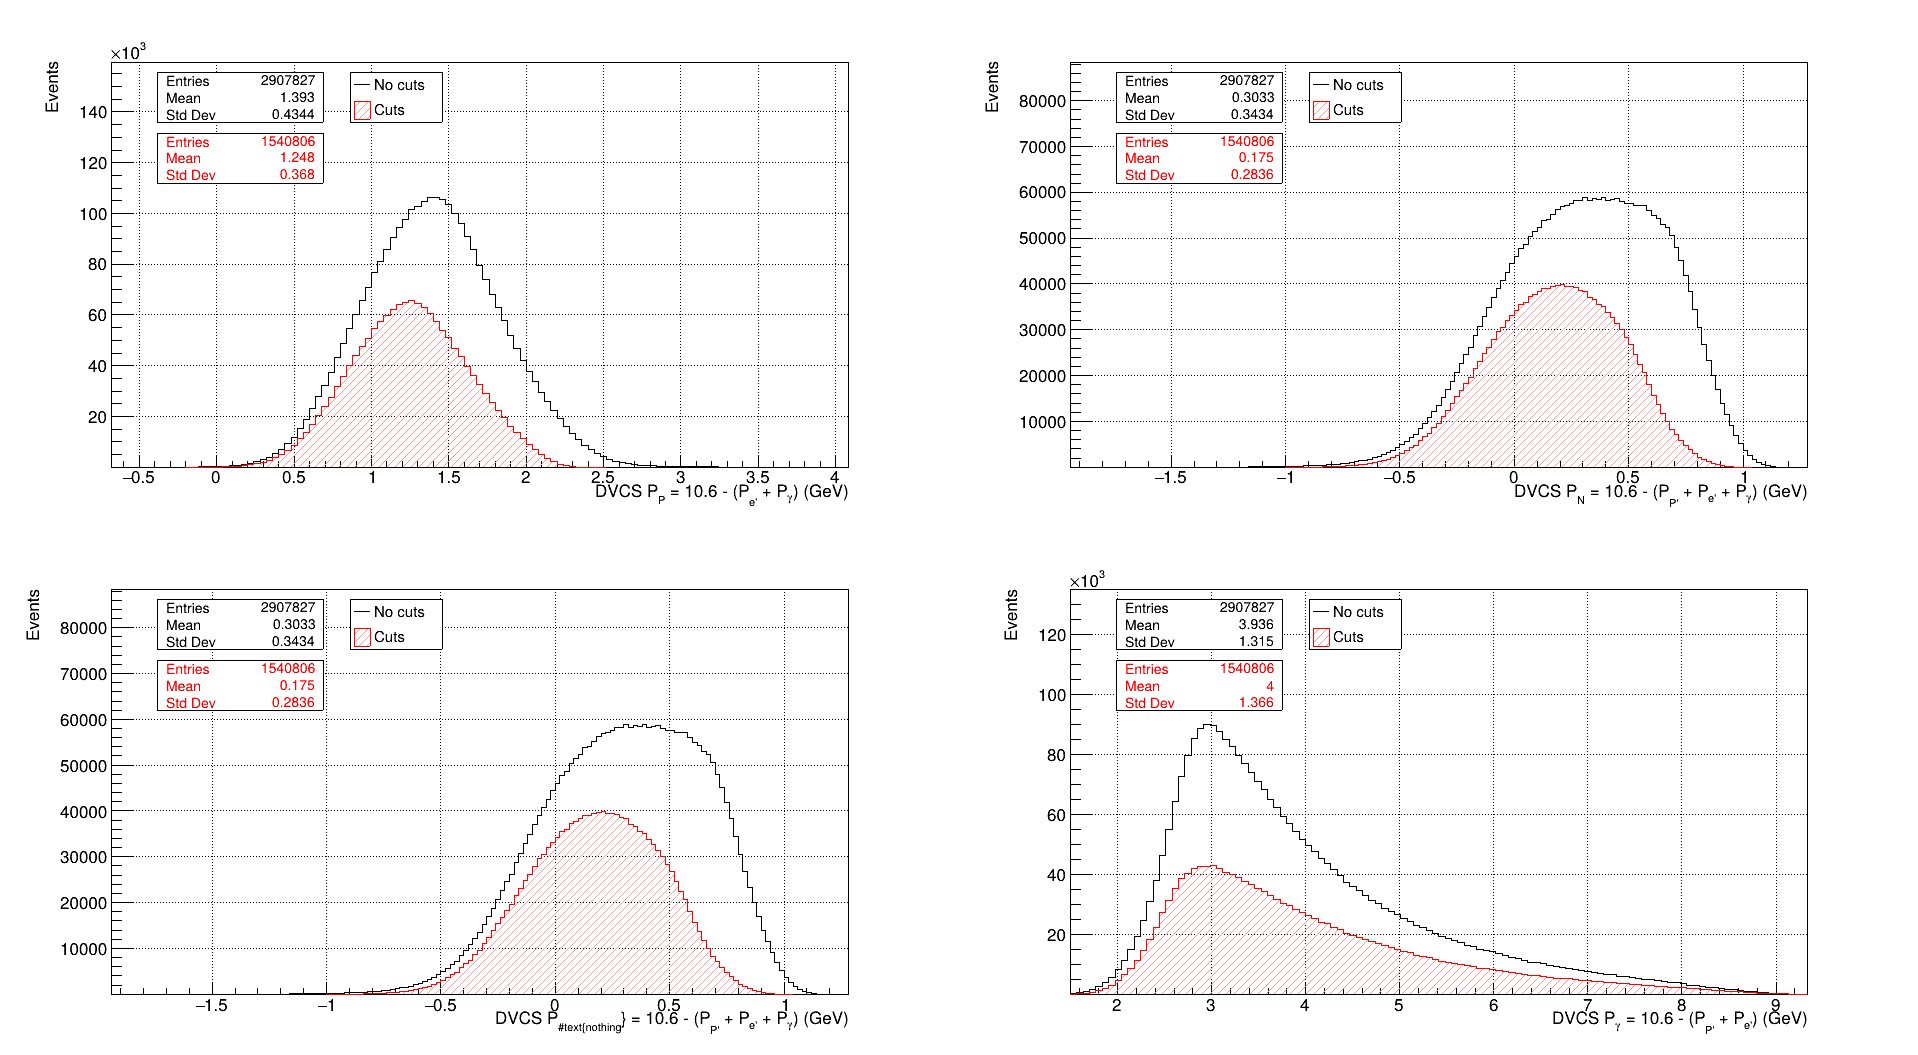 ×10³
Events
Entries 2907827
Mean 1.393
Std Dev 0.4344
Entries 1540806
Mean 1.248
Std Dev 0.368
No cuts
Cuts
140
120
100
80
60
40
20
−0.5 0 0.5 1 1.5 2 2.5 3 3.5 4
DVCS P_P = 10.6 - (P_e' + P_γ) (GeV)
Events
Entries 2907827
Mean 0.3033
Std Dev 0.3434
Entries 1540806
Mean 0.175
Std Dev 0.2836
No cuts
Cuts
80000
70000
60000
50000
40000
30000
20000
10000
−1.5 −1 −0.5 0 0.5 1
DVCS P_N = 10.6 - (P_P' + P_e' + P_γ) (GeV)
Events
Entries 2907827
Mean 0.3033
Std Dev 0.3434
Entries 1540806
Mean 0.175
Std Dev 0.2836
No cuts
Cuts
80000
70000
60000
50000
40000
30000
20000
10000
−1.5 −1 −0.5 0 0.5 1
DVCS P_#text{nothing} = 10.6 - (P_P' + P_e' + P_γ) (GeV)
×10³
Events
Entries 2907827
Mean 3.936
Std Dev 1.315
Entries 1540806
Mean 4
Std Dev 1.366
No cuts
Cuts
120
100
80
60
40
20
2 3 4 5 6 7 8 9
DVCS P_γ = 10.6 - (P_P' + P_e') (GeV)